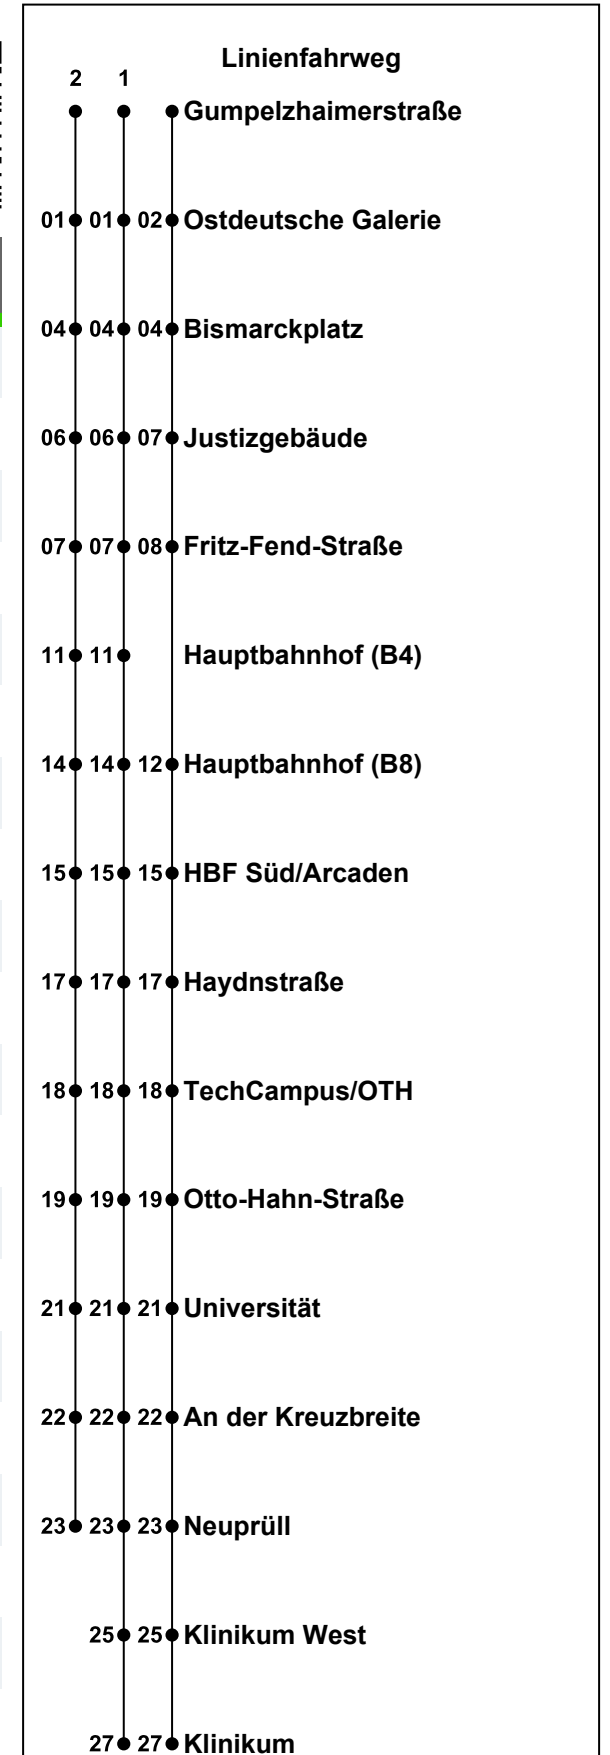 Linienfahrweg
2 1
Gumpelzhaimerstraße
01 01 02 Ostdeutsche Galerie
04 04 04 Bismarckplatz
06 06 07 Justizgebäude
07 07 08 Fritz-Fend-Straße
11 11 Hauptbahnhof (B4)
14 14 12 Hauptbahnhof (B8)
15 15 15 HBF Süd/Arcaden
17 17 17 Haydnstraße
18 18 18 TechCampus/OTH
19 19 19 Otto-Hahn-Straße
21 21 21 Universität
22 22 22 An der Kreuzbreite
23 23 23 Neuprüll
25 25 Klinikum West
27 27 Klinikum